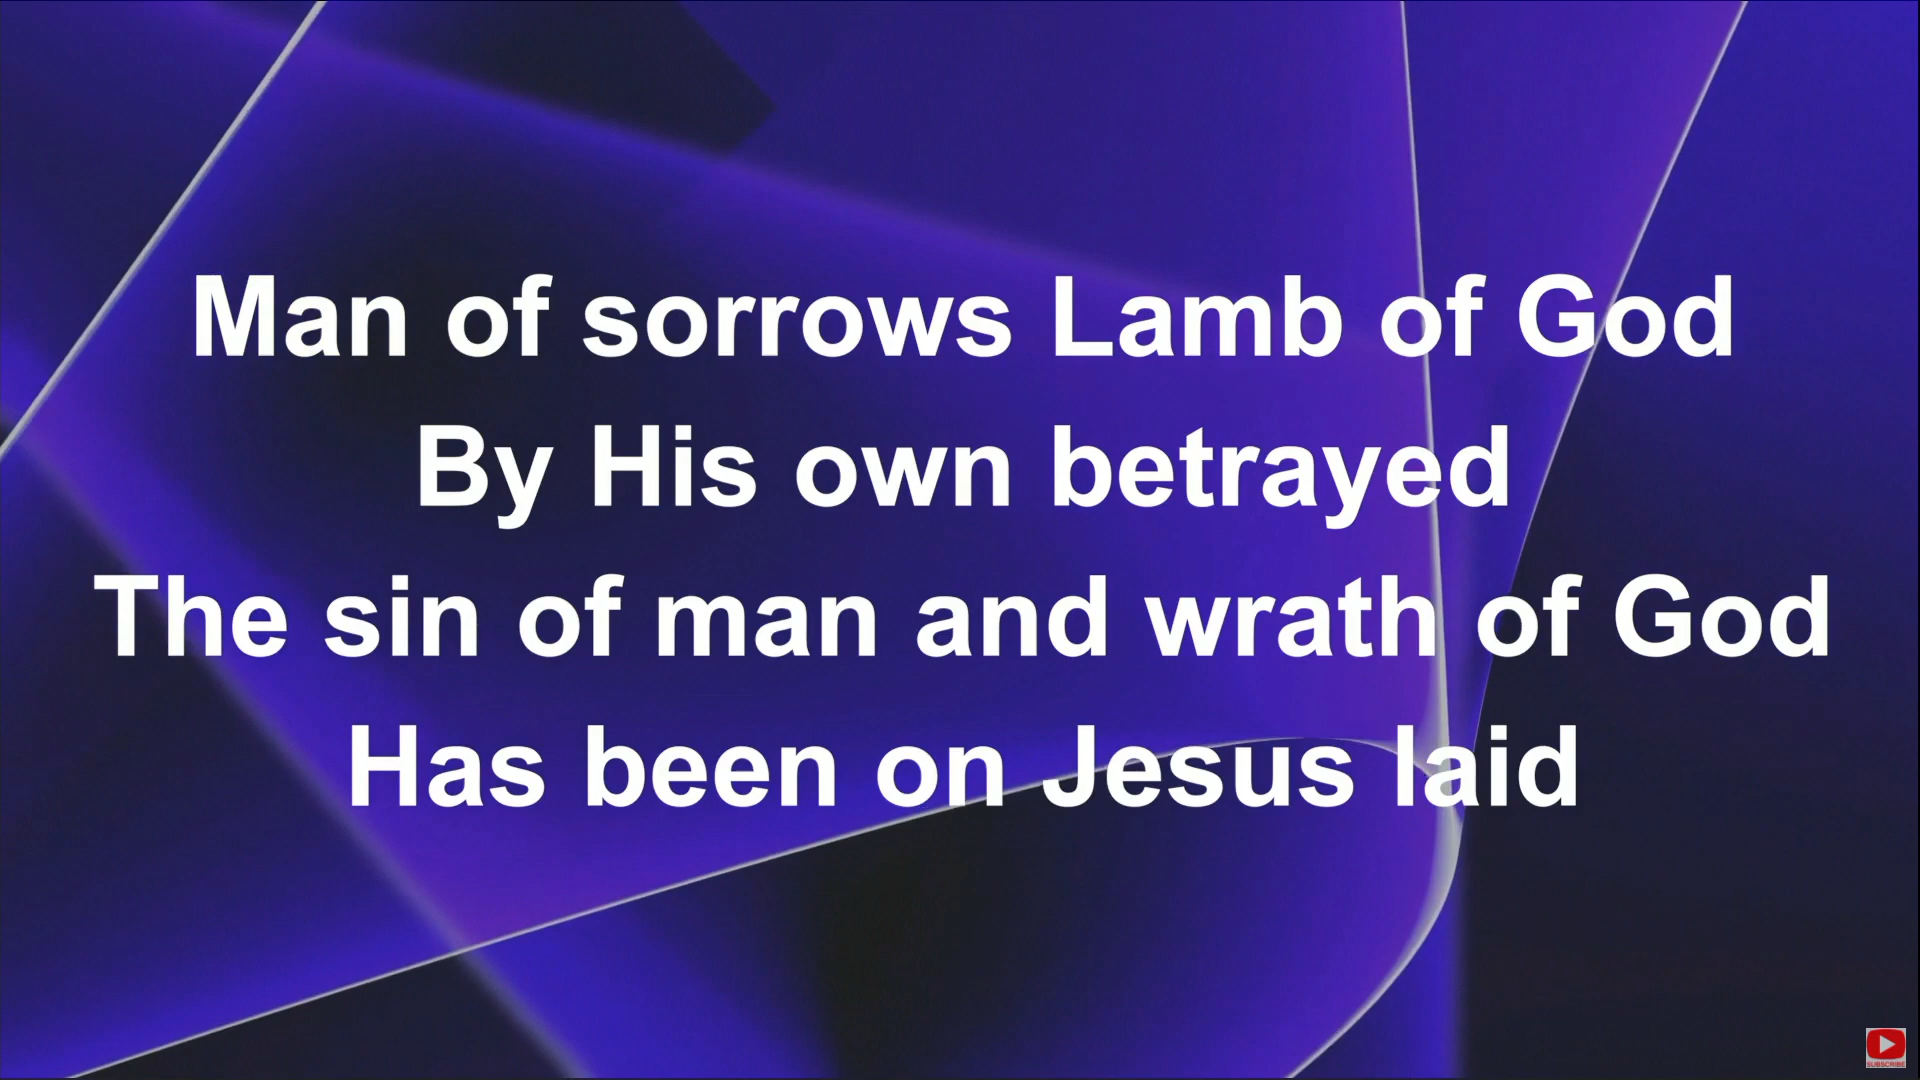 Man of sorrows Lamb of God
By His own betrayed
The sin of man and wrath of God
Has been on Jesus laid
SUBSCRIBE